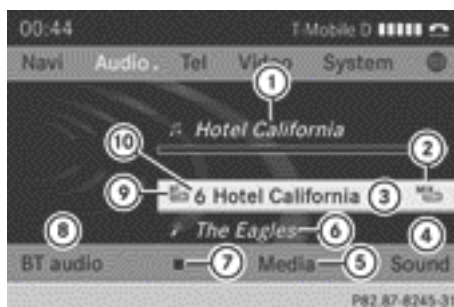 00:44 T-Mobile D
Navi Audio Tel Video System
1
Hotel California
10 2
9 6 Hotel California 3
8 The Eagles 6 4
BT audio 7 Media 5 Sound
P82.87-8245-31